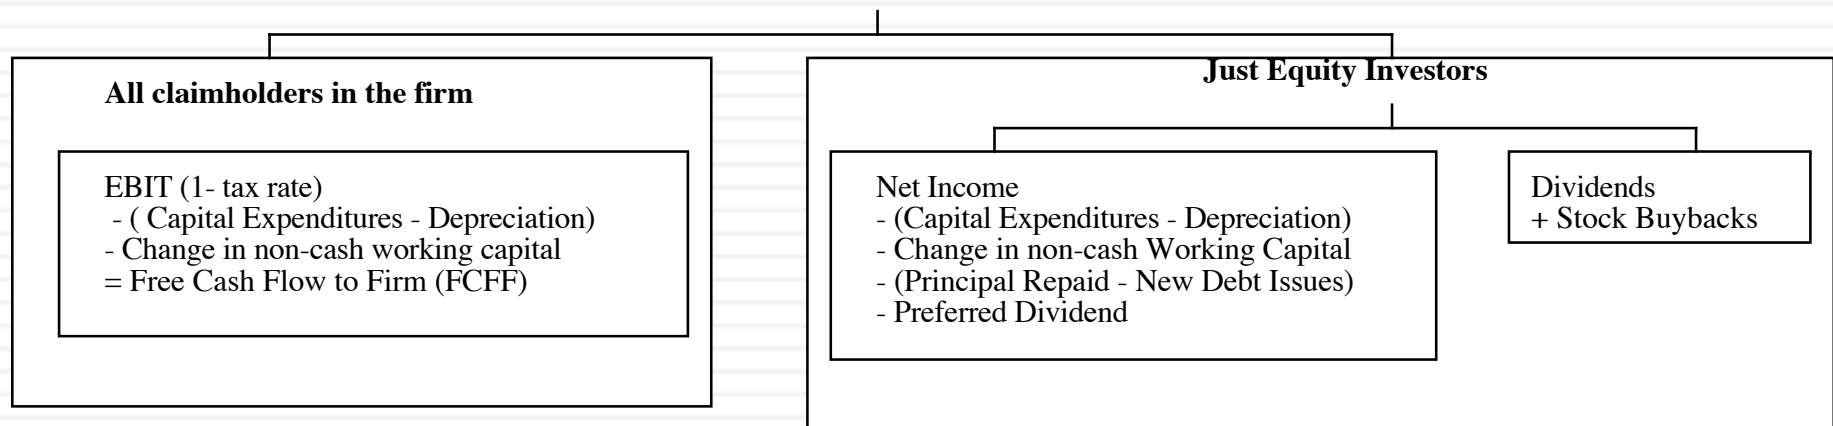 All claimholders in the firm
EBIT (1- tax rate)
- ( Capital Expenditures - Depreciation)
- Change in non-cash working capital
= Free Cash Flow to Firm (FCFF)
Just Equity Investors
Net Income
- (Capital Expenditures - Depreciation)
- Change in non-cash Working Capital
- (Principal Repaid - New Debt Issues)
- Preferred Dividend
Dividends
+ Stock Buybacks